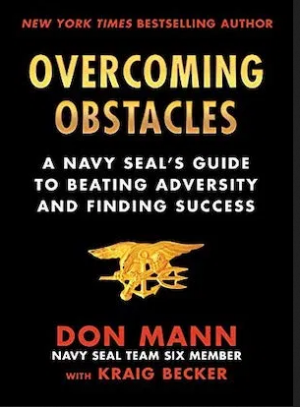 NEW YORK TIMES BESTSELLING AUTHOR
OVERCOMING
OBSTACLES
A NAVY SEAL'S GUIDE
TO BEATING ADVERSITY
AND FINDING SUCCESS
DON MANN
NAVY SEAL TEAM SIX MEMBER
WITH KRAIG BECKER